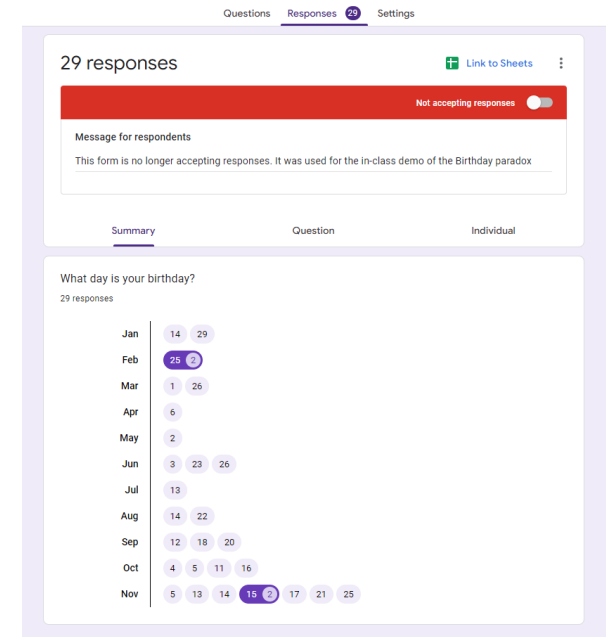 Questions Responses 29 Settings
29 responses
Link to Sheets
Not accepting responses
Message for respondents
This form is no longer accepting responses. It was used for the in-class demo of the Birthday paradox
Summary Question Individual
What day is your birthday?
29 responses
Jan 14 29
Feb 25 2
Mar 1 26
Apr 6
May 2
Jun 3 23 26
Jul 13
Aug 14 22
Sep 12 18 20
Oct 4 5 11 16
Nov 5 13 14 15 2 17 21 25